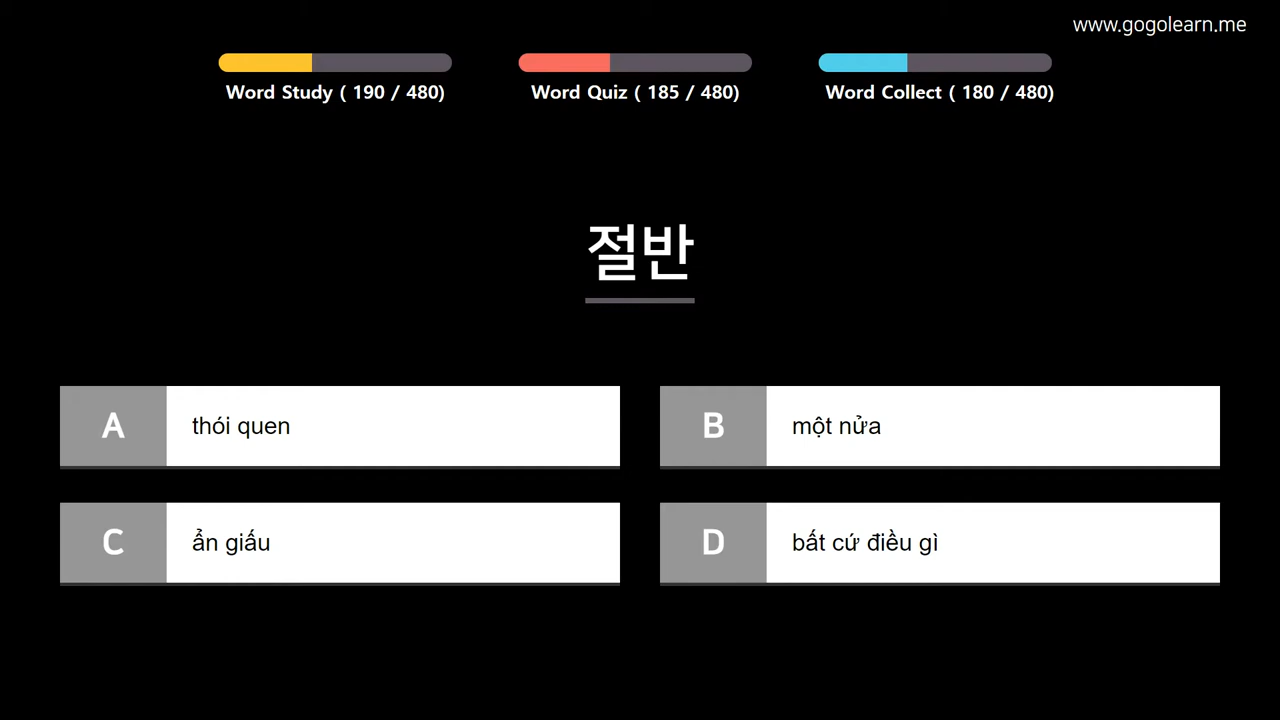 www.gogolearn.me
Word Study ( 190 / 480)
Word Quiz ( 185 / 480)
Word Collect ( 180 / 480)
절반
A thói quen
B một nửa
C ẩn giấu
D bất cứ điều gì